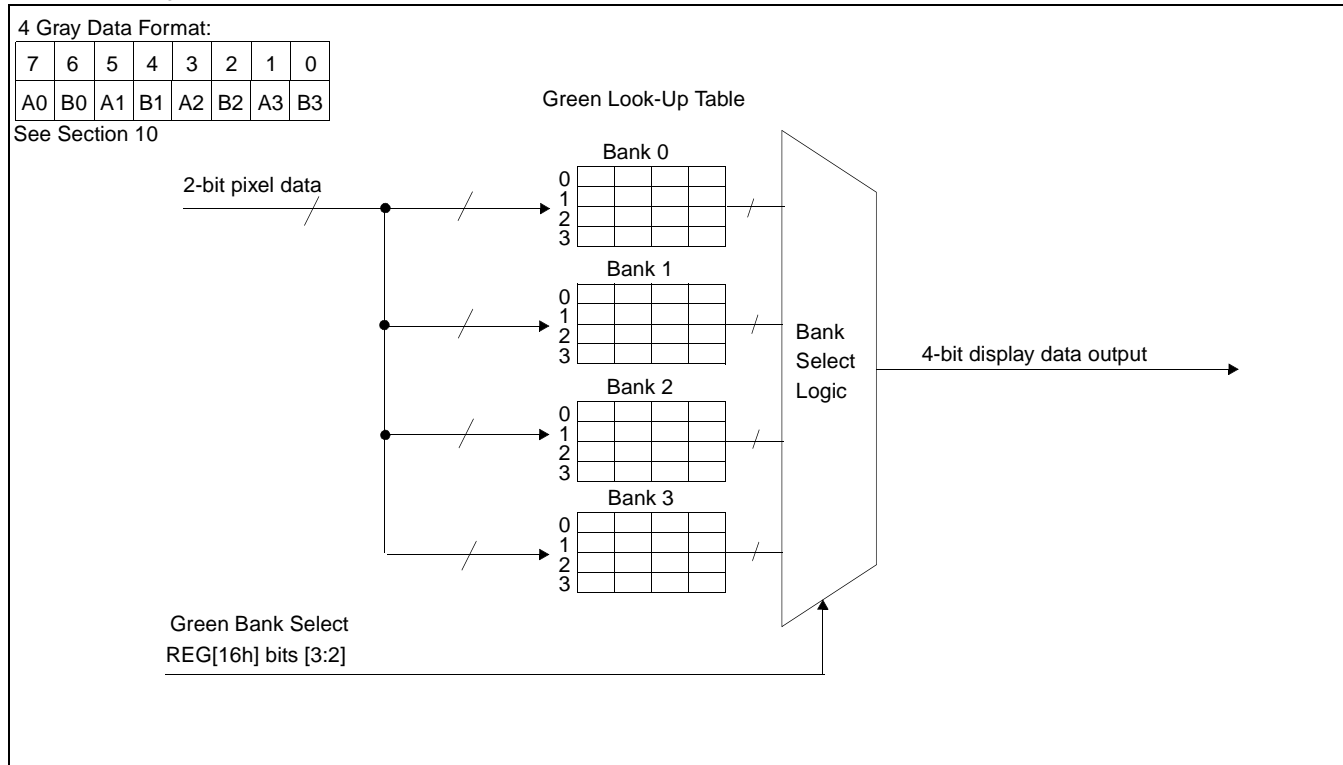 4 Gray Data Format:
7 6 5 4 3 2 1 0
A0 B0 A1 B1 A2 B2 A3 B3
See Section 10
Green Look-Up Table
2-bit pixel data
Bank 0
0
1
2
3
Bank 1
0
1
2
3
Bank 2
0
1
2
3
Bank 3
0
1
2
3
Bank
Select
Logic
4-bit display data output
Green Bank Select
REG[16h] bits [3:2]